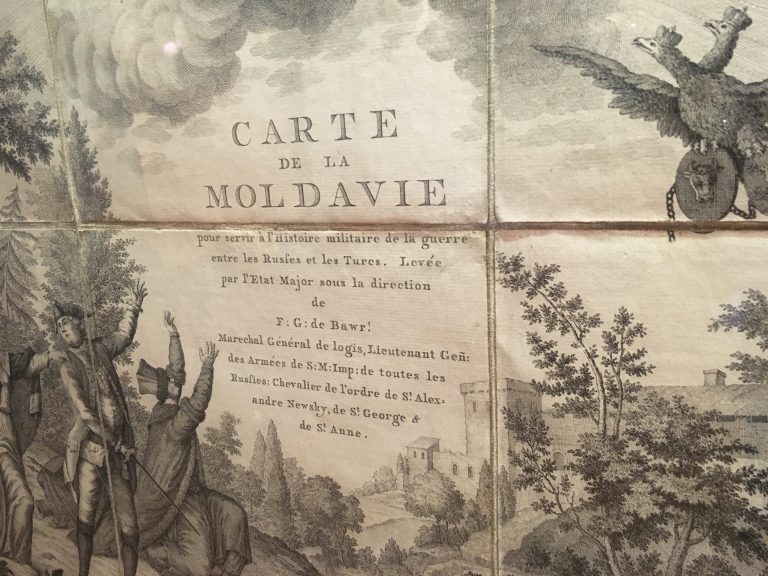 CARTE
DE LA
MOLDAVIE
pour servir à l'Histoire militaire de la guerre
entre les Rusſes et les Turcs. Levée
par l'Etat Major sous la direction
de
F: G: de Bawr!
Marechal Général de logis, Lieutenant Gen̄:
des Armées de S: M: Imp: de toutes les
Rusſies: Chevalier de l'ordre de St. Alex=
andre Newsky, de St. George &
de St. Anne.